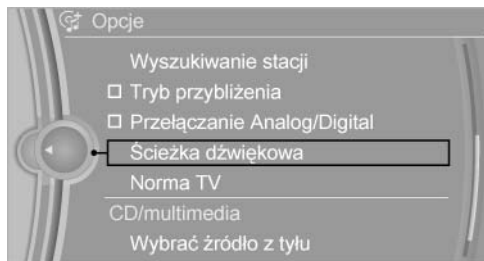 Opcje
Wyszukiwanie stacji
Tryb przybliżenia
Przełączanie Analog/Digital
Ścieżka dźwiękowa
Norma TV
CD/multimedia
Wybrać źródło z tyłu